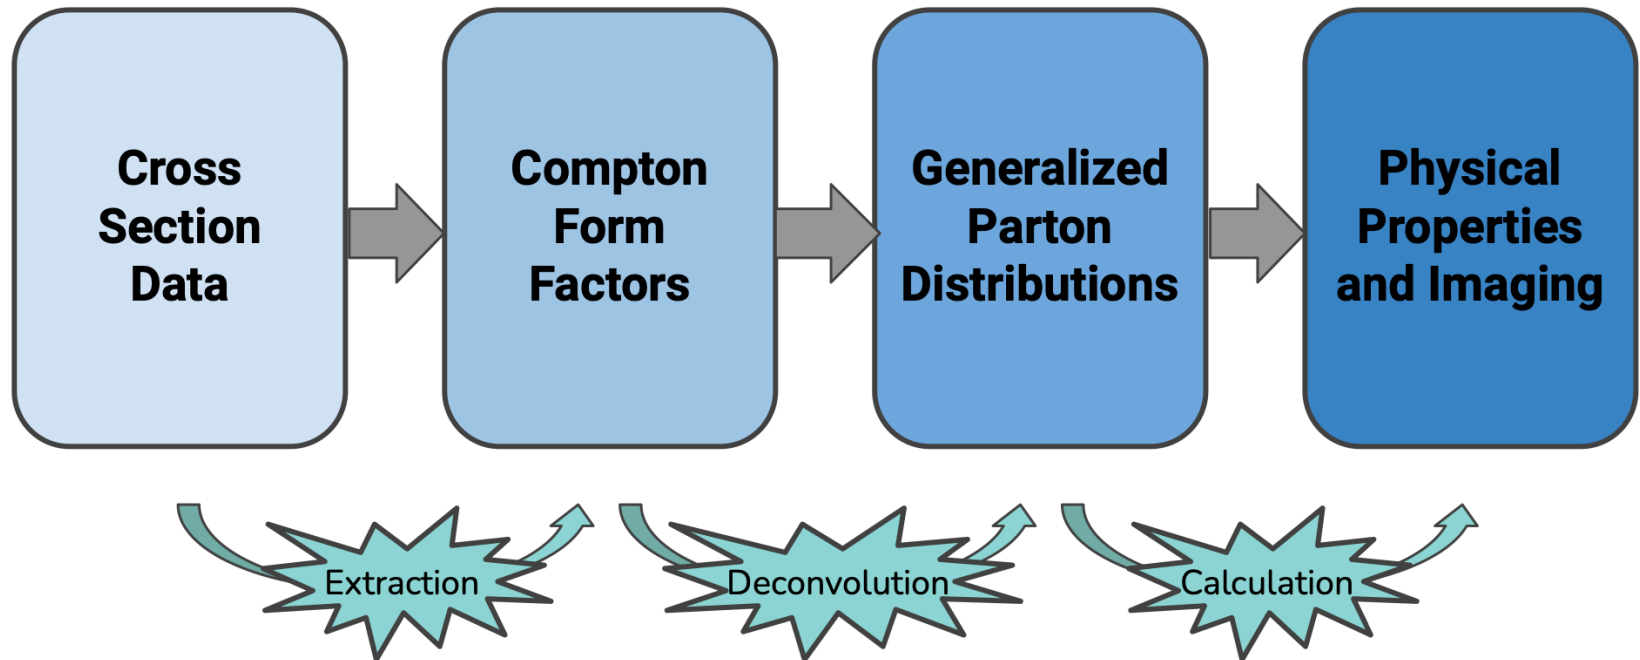 Cross
Section
Data
Compton
Form
Factors
Generalized
Parton
Distributions
Physical
Properties
and Imaging
Extraction
Deconvolution
Calculation